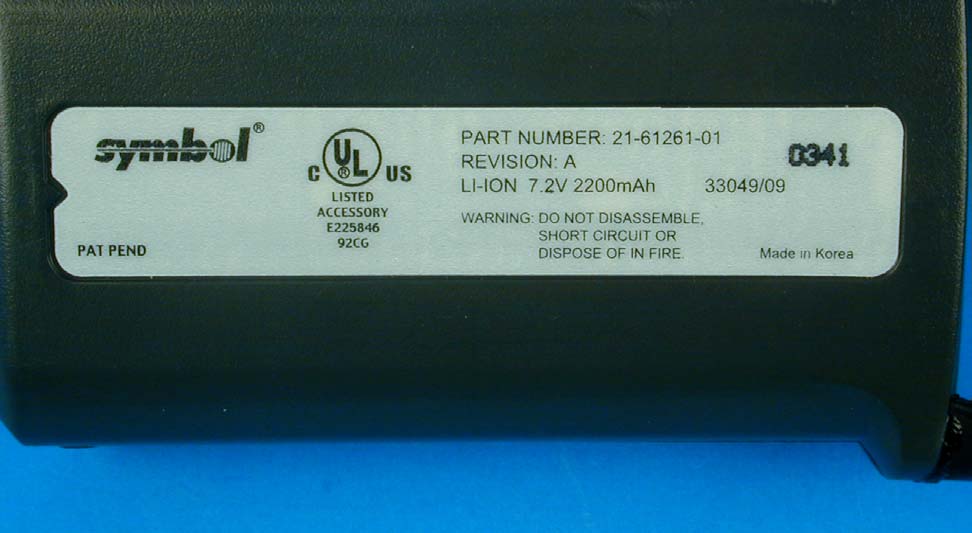 symbol®
C UL® US
LISTED
ACCESSORY
E225846
92CG
PAT PEND
PART NUMBER: 21-61261-01
REVISION: A
LI-ION 7.2V 2200mAh 33049/09
0341
WARNING: DO NOT DISASSEMBLE,
SHORT CIRCUIT OR
DISPOSE OF IN FIRE.
Made in Korea